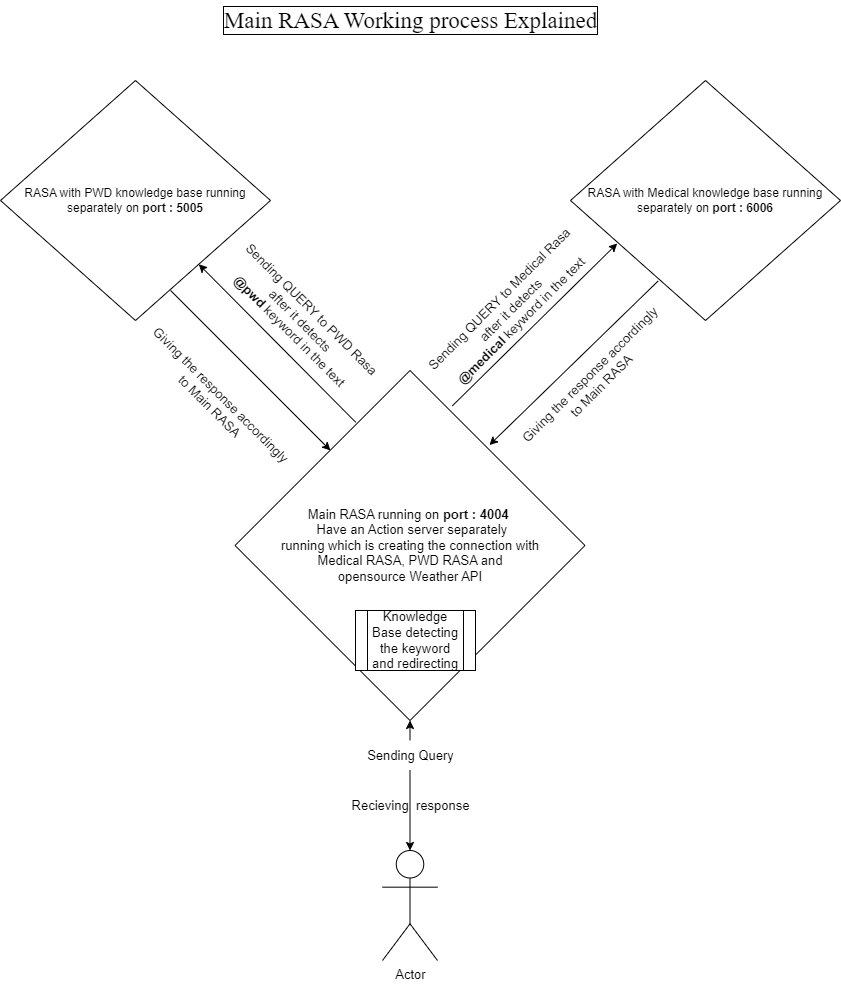 Main RASA Working process Explained
RASA with PWD knowledge base running
separately on port : 5005
RASA with Medical knowledge base running
separately on port : 6006
Sending QUERY to PWD Rasa
after it detects
@pwd keyword in the text
Giving the response accordingly
to Main RASA
Sending QUERY to Medical Rasa
after it detects
@medical keyword in the text
Giving the response accordingly
to Main RASA
Main RASA running on port : 4004
Have an Action server separately
running which is creating the connection with
Medical RASA, PWD RASA and
opensource Weather API
Knowledge
Base detecting
the keyword
and redirecting
Sending Query
Recieving response
Actor